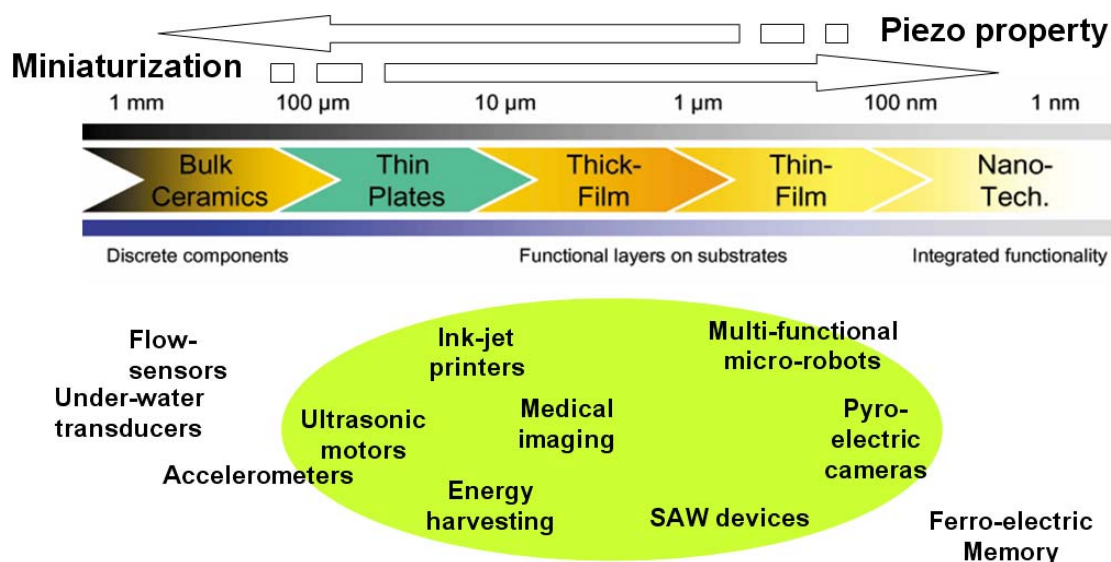 Piezo property
Miniaturization
1 mm 100 µm 10 µm 1 µm 100 nm 1 nm
Bulk Ceramics
Thin Plates
Thick-Film
Thin-Film
Nano-Tech.
Discrete components
Functional layers on substrates
Integrated functionality
Flow-
sensors
Under-water
transducers
Accelerometers
Ink-jet
printers
Ultrasonic
motors
Medical
imaging
Energy
harvesting
Multi-functional
micro-robots
Pyro-
electric
cameras
SAW devices
Ferro-electric
Memory